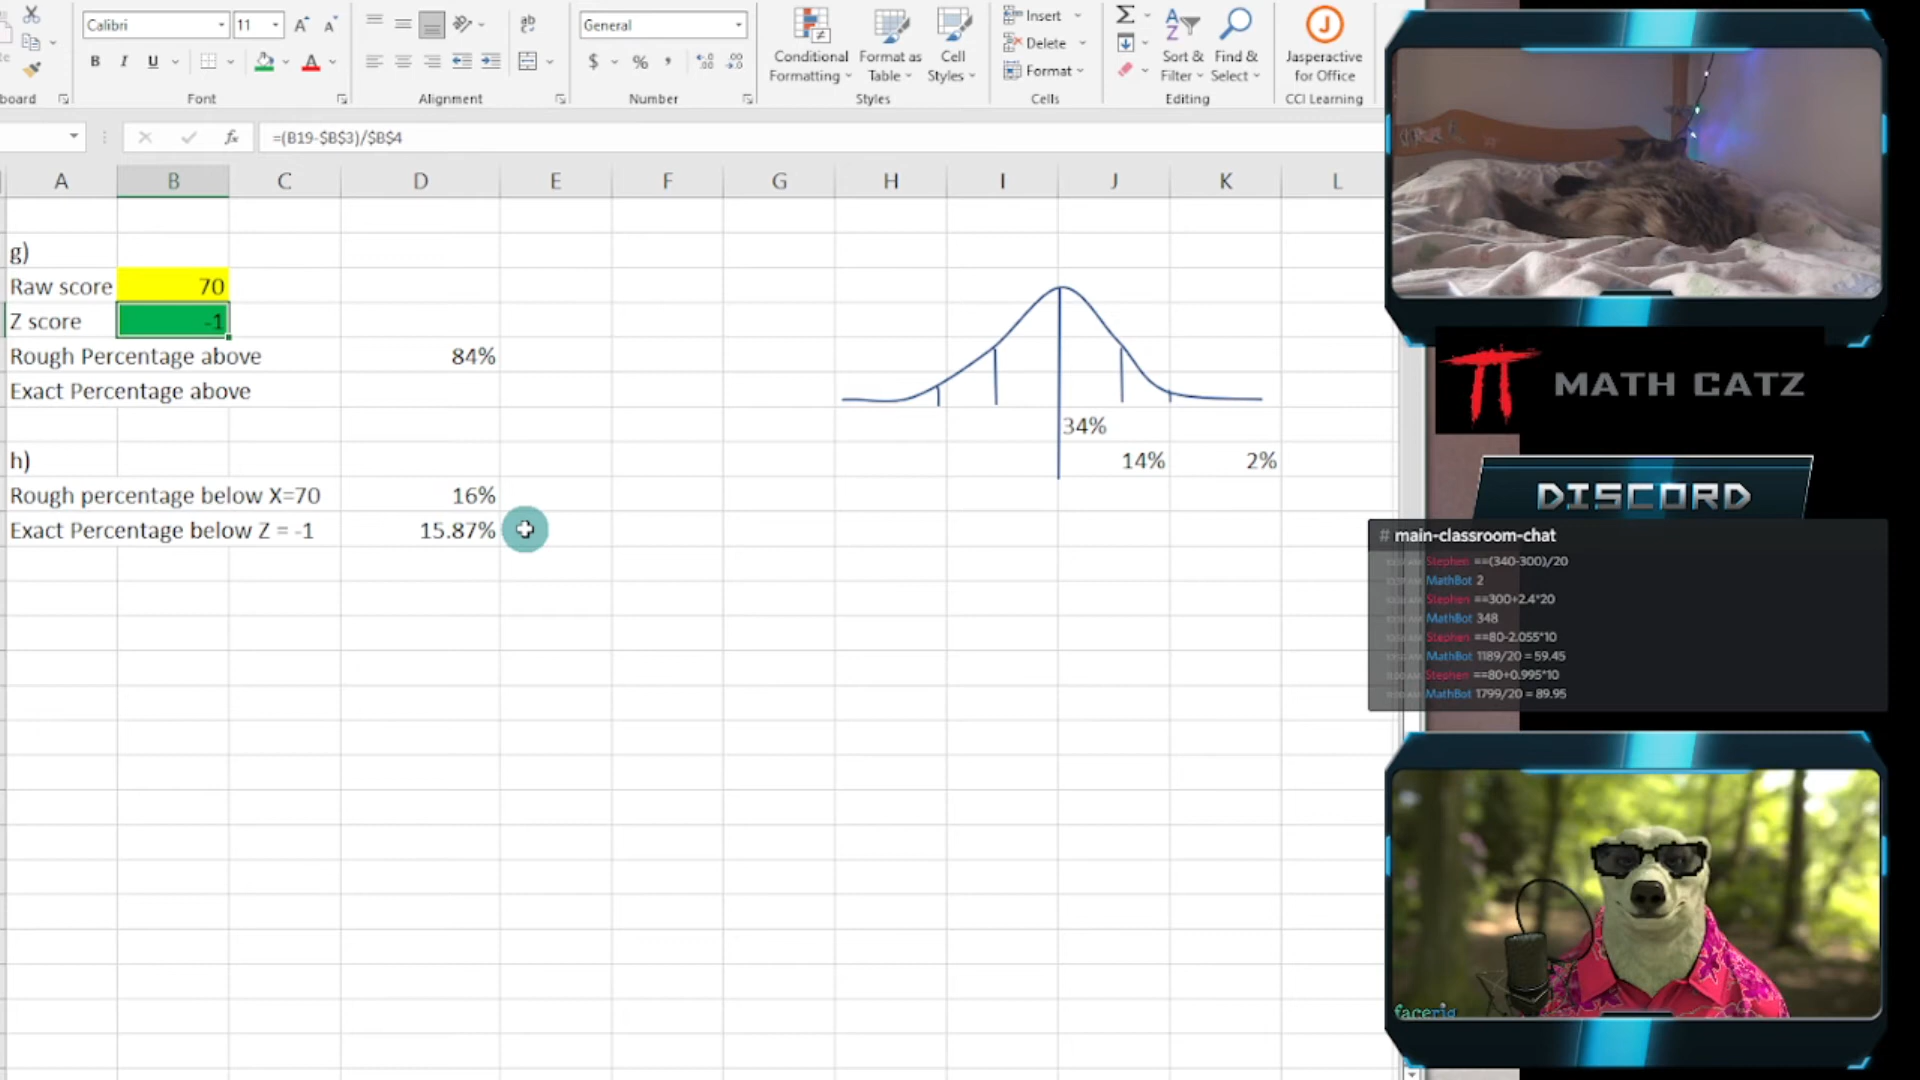 Calibri 11 General
B I U $ % , .00 .0
Conditional Formatting Format as Table Cell Styles
Insert
Delete
Format
Sort & Filter Find & Select
Jasperactive for Office
board Font Alignment Number Styles Cells Editing CCI Learning
fx =(B19-$B$3)/$B$4
A B C D E F G H I J K L
g)
Raw score 70
Z score -1
Rough Percentage above 84%
Exact Percentage above
34%
h) 14% 2%
Rough percentage below X=70 16%
Exact Percentage below Z = -1 15.87%
MATH CATZ
DISCORD
# main-classroom-chat
Stephen ==(340-300)/20
MathBot 2
Stephen ==300+2.4*20
MathBot 348
Stephen ==80-2.055*10
MathBot 1189/20 = 59.45
Stephen ==80+0.995*10
MathBot 1799/20 = 89.95
facerig